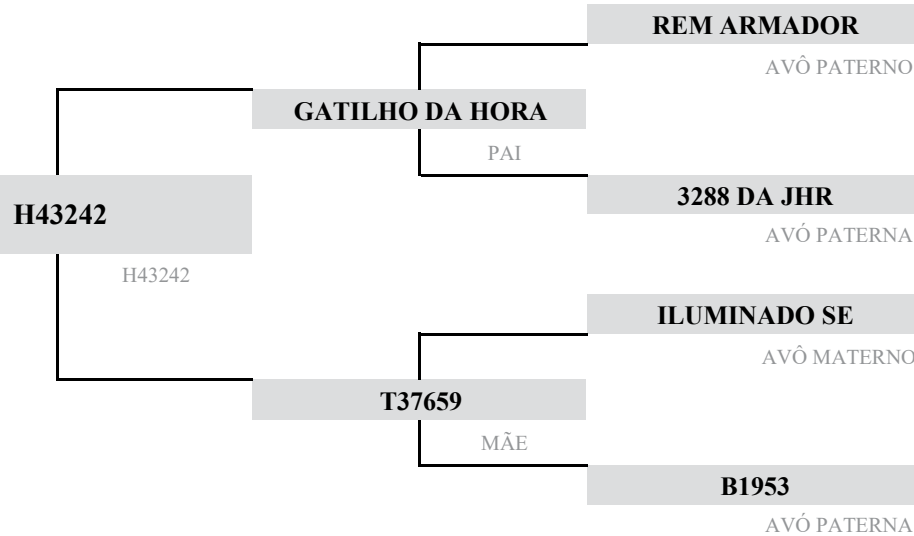 REM ARMADOR
AVÔ PATERNO
GATILHO DA HORA
PAI
3288 DA JHR
AVÓ PATERNA
H43242
H43242
ILUMINADO SE
AVÔ MATERNO
T37659
MÃE
B1953
AVÓ PATERNA